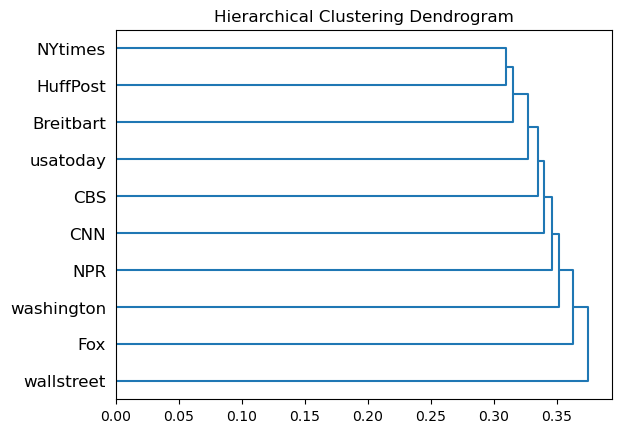 Hierarchical Clustering Dendrogram
NYtimes
HuffPost
Breitbart
usatoday
CBS
CNN
NPR
washington
Fox
wallstreet
0.00 0.05 0.10 0.15 0.20 0.25 0.30 0.35